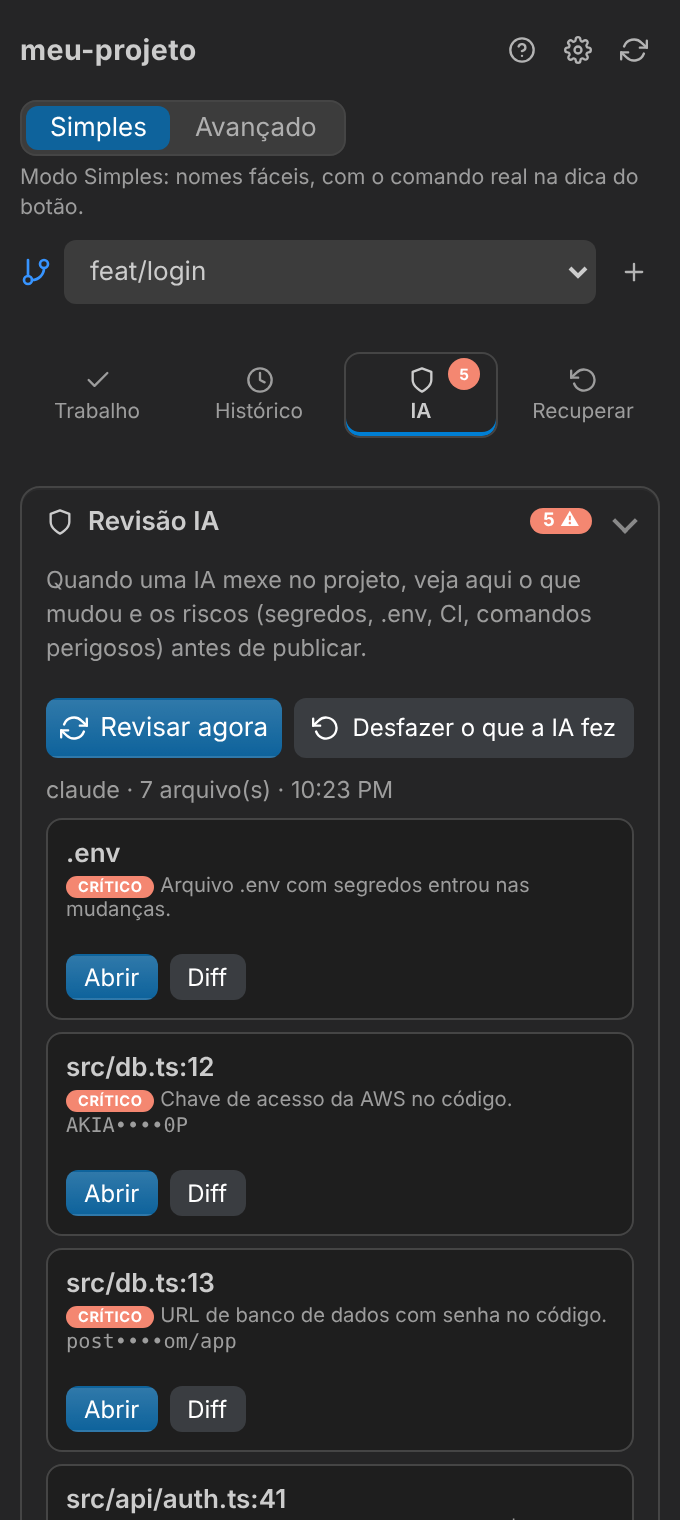 meu-projeto
Simples
Avançado
Modo Simples: nomes fáceis, com o comando real na dica do
botão.
feat/login
Trabalho
Histórico
5
IA
Recuperar
Revisão IA
5
Quando uma IA mexe no projeto, veja aqui o que
mudou e os riscos (segredos, .env, CI, comandos
perigosos) antes de publicar.
Revisar agora
Desfazer o que a IA fez
claude · 7 arquivo(s) · 10:23 PM
.env
CRÍTICO Arquivo .env com segredos entrou nas
mudanças.
Abrir
Diff
src/db.ts:12
CRÍTICO Chave de acesso da AWS no código.
AKIA••••0P
Abrir
Diff
src/db.ts:13
CRÍTICO URL de banco de dados com senha no código.
post••••om/app
Abrir
Diff
src/api/auth.ts:41